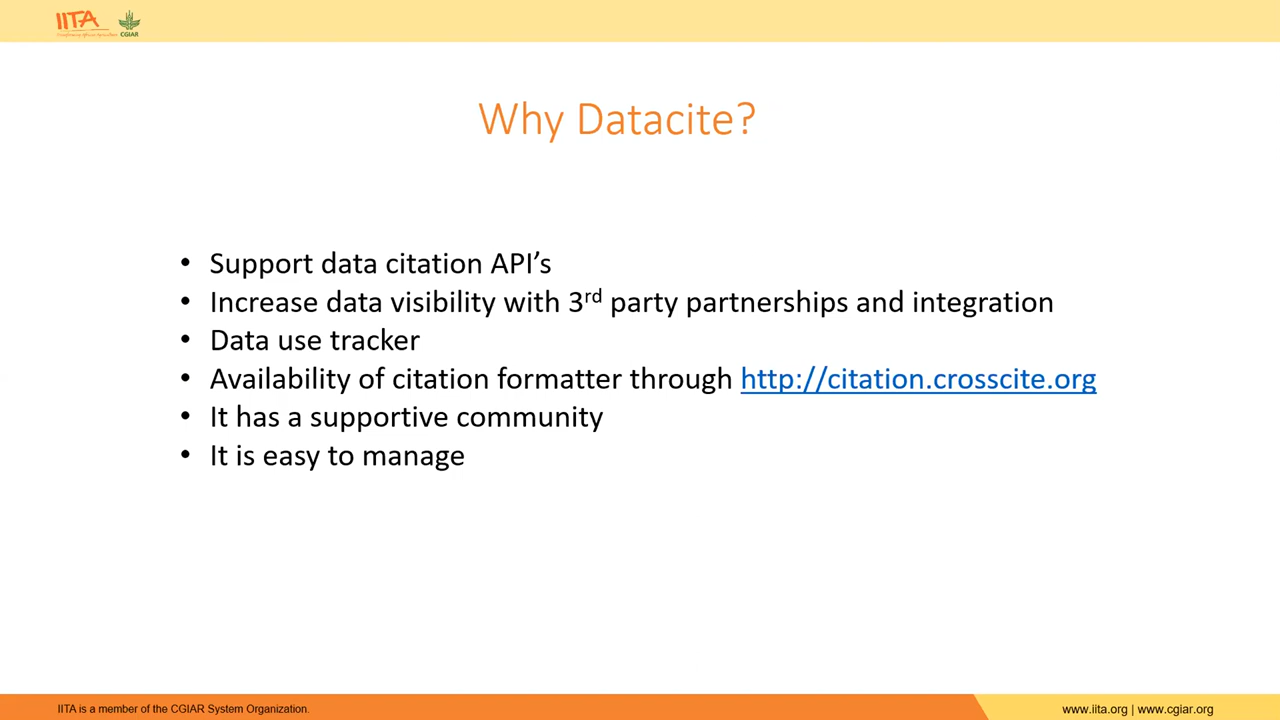 IITA
CGIAR
Why Datacite?
• Support data citation API’s
• Increase data visibility with 3rd party partnerships and integration
• Data use tracker
• Availability of citation formatter through http://citation.crosscite.org
• It has a supportive community
• It is easy to manage
IITA is a member of the CGIAR System Organization.
www.iita.org | www.cgiar.org